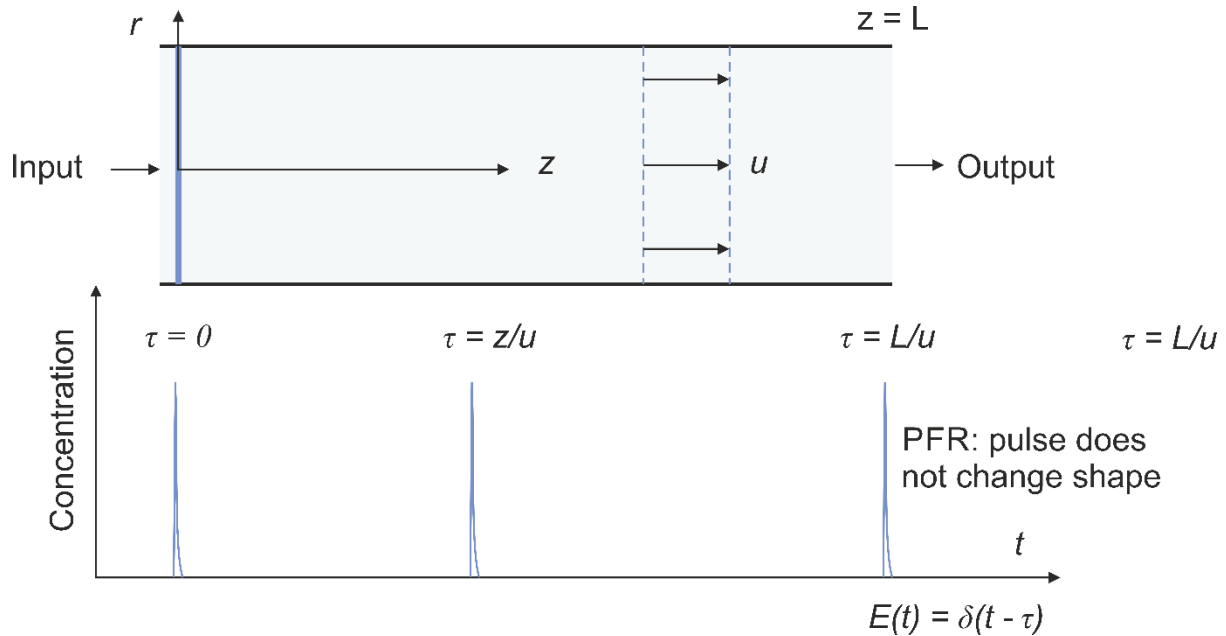 r
z = L
Input
z
u
Output
τ = 0
τ = z/u
τ = L/u
τ = L/u
Concentration
PFR: pulse does
not change shape
t
E(t) = δ(t - τ)